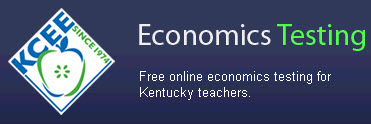 KCEE
SINCE 1974
Economics Testing
Free online economics testing for
Kentucky teachers.